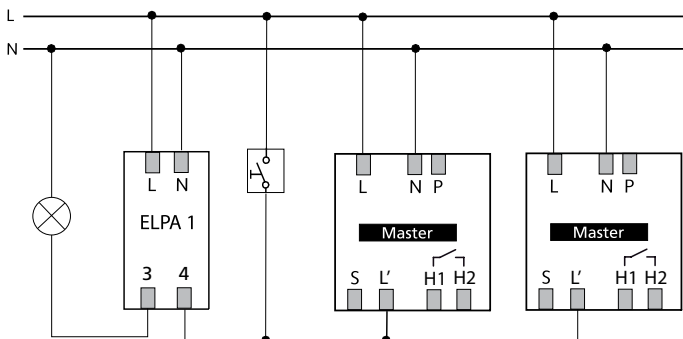 L
N
L N
ELPA 1
3 4
L N P
Master
S L′ H1 H2
L N P
Master
S L′ H1 H2